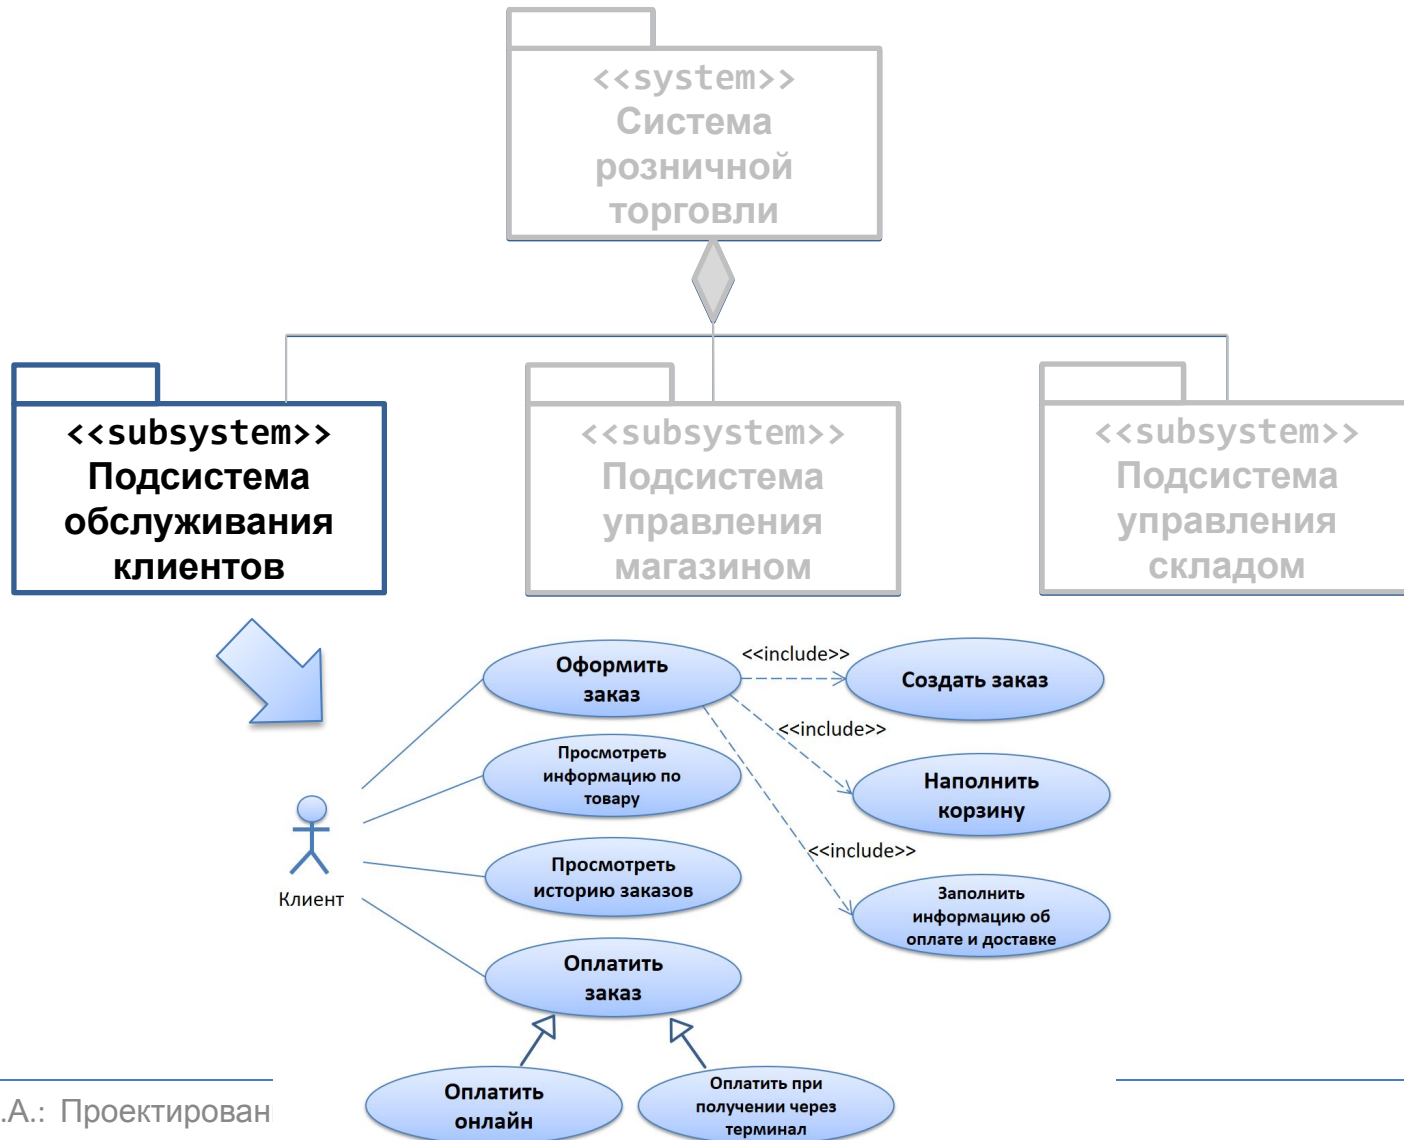 <<system>>
Система
розничной
торговли
<<subsystem>>
Подсистема
обслуживания
клиентов
<<subsystem>>
Подсистема
управления
магазином
<<subsystem>>
Подсистема
управления
складом
Оформить
заказ
<<include>>
Создать заказ
<<include>>
Просмотреть
информацию по
товару
Наполнить
корзину
<<include>>
Просмотреть
историю заказов
Клиент
Заполнить
информацию об
оплате и доставке
Оплатить
заказ
Оплатить
онлайн
Оплатить при
получении через
терминал
.А.: Проектирован